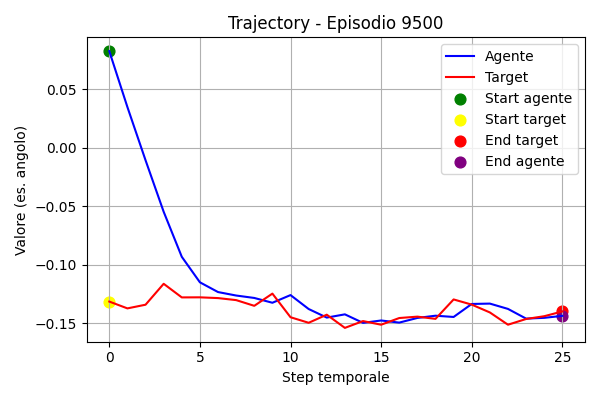 Trajectory - Episodio 9500
Agente
Target
Start agente
Start target
End target
End agente
Valore (es. angolo)
0.05
0.00
−0.05
−0.10
−0.15
0 5 10 15 20 25
Step temporale